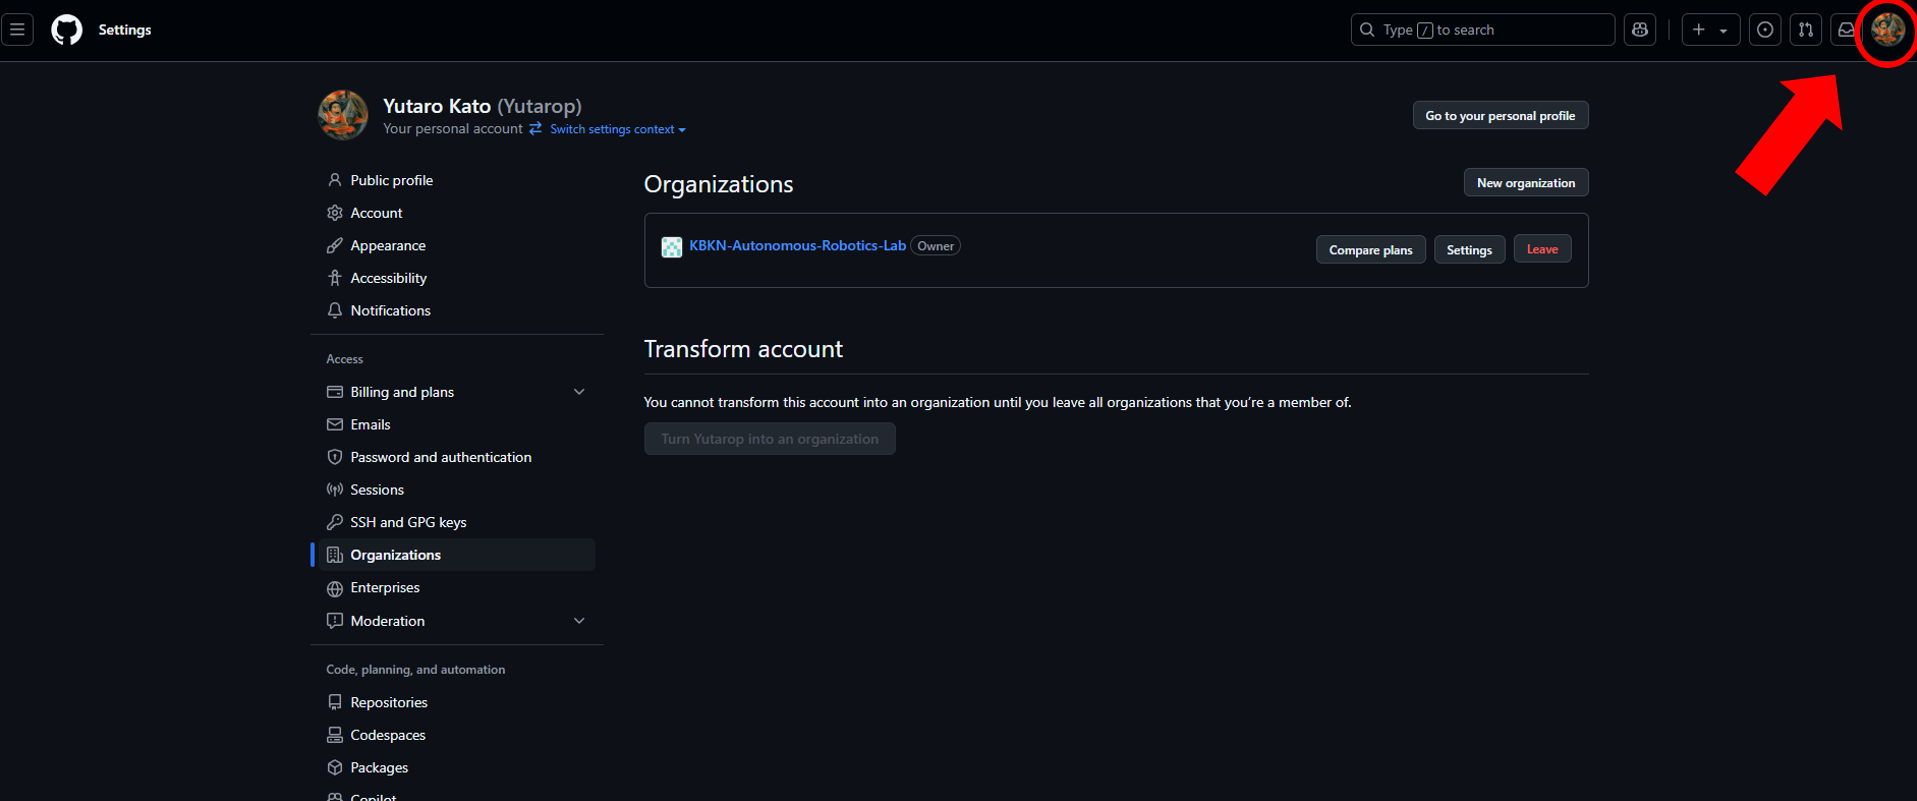 Settings
Type / to search
Yutaro Kato (Yutarop)
Your personal account Switch settings context
Go to your personal profile
Public profile
Account
Appearance
Accessibility
Notifications
Access
Billing and plans
Emails
Password and authentication
Sessions
SSH and GPG keys
Organizations
Enterprises
Moderation
Code, planning, and automation
Repositories
Codespaces
Packages
Copilot
Organizations
New organization
KBKN-Autonomous-Robotics-Lab Owner
Compare plans Settings Leave
Transform account
You cannot transform this account into an organization until you leave all organizations that you're a member of.
Turn Yutarop into an organization